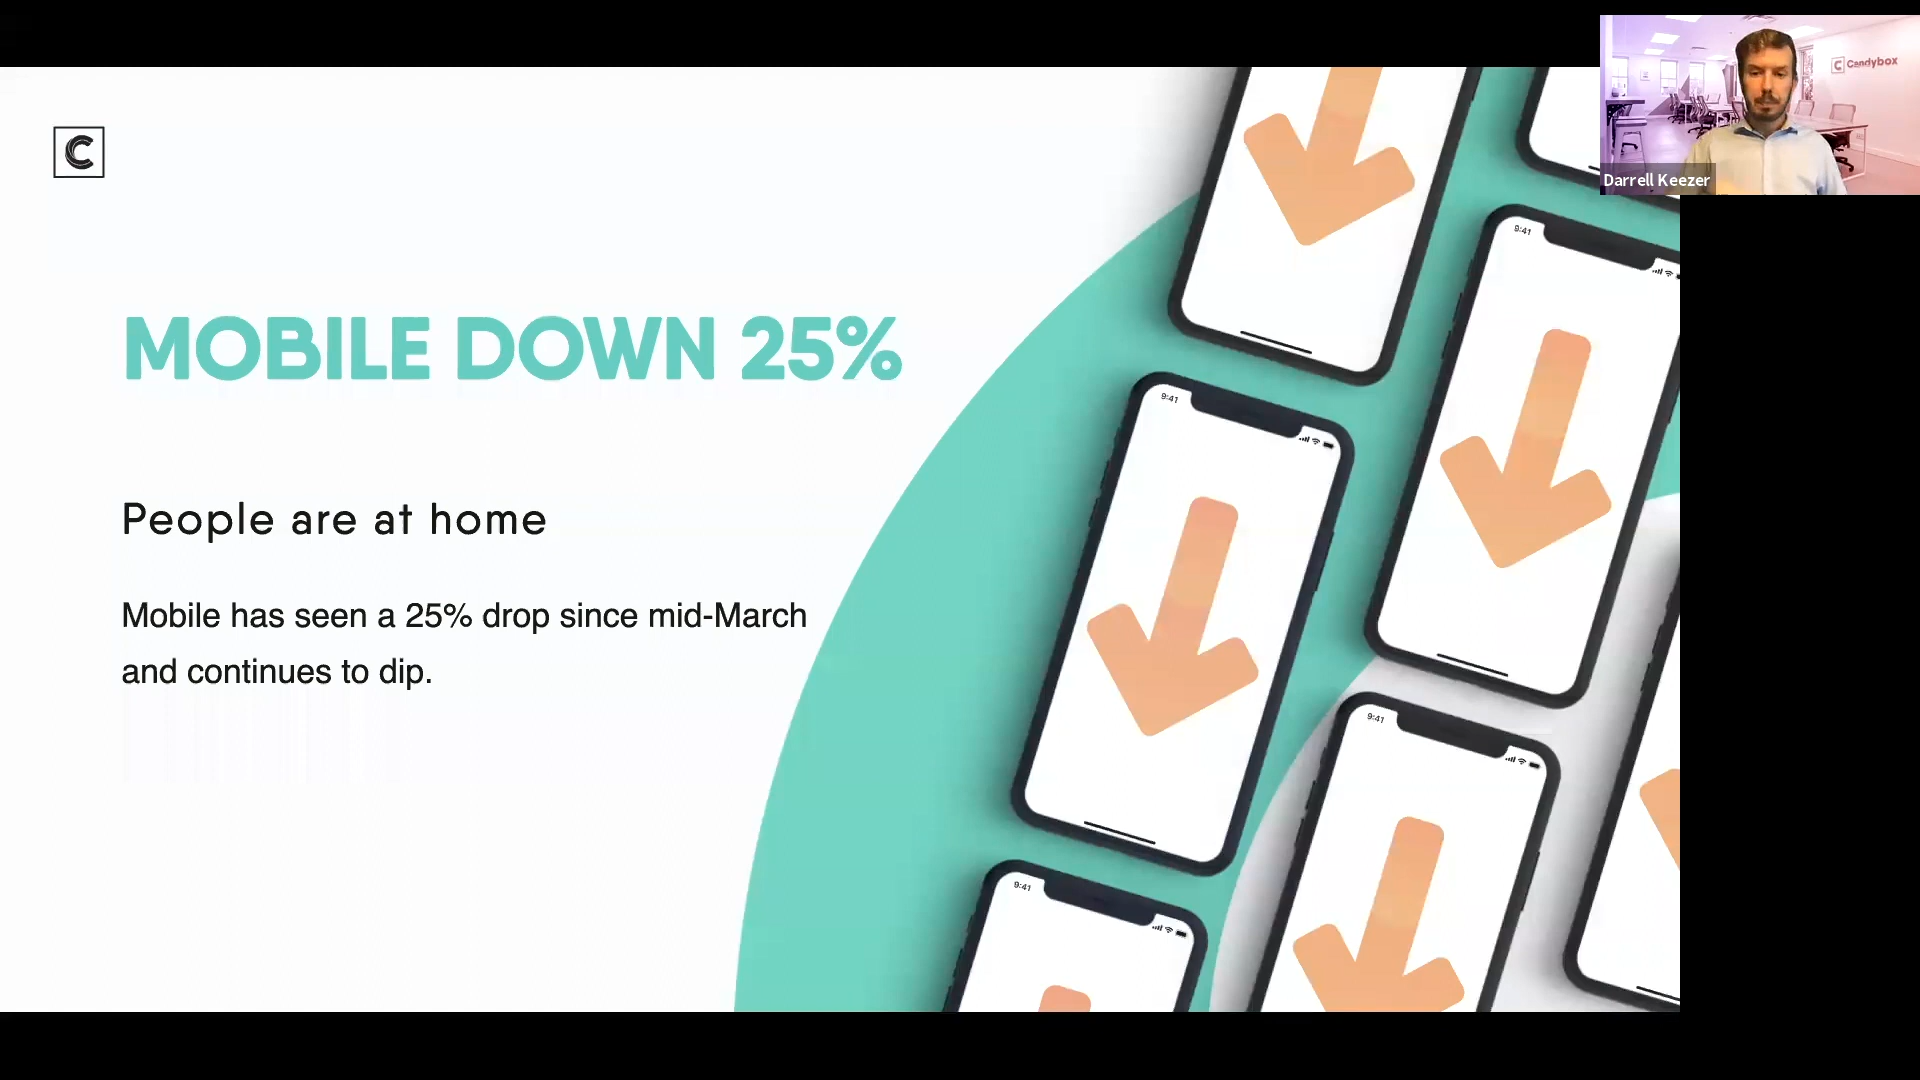 C
Candybox
Darrell Keezer
C
MOBILE DOWN 25%
People are at home
Mobile has seen a 25% drop since mid-March
and continues to dip.
9:41
9:41
9:41
9:41